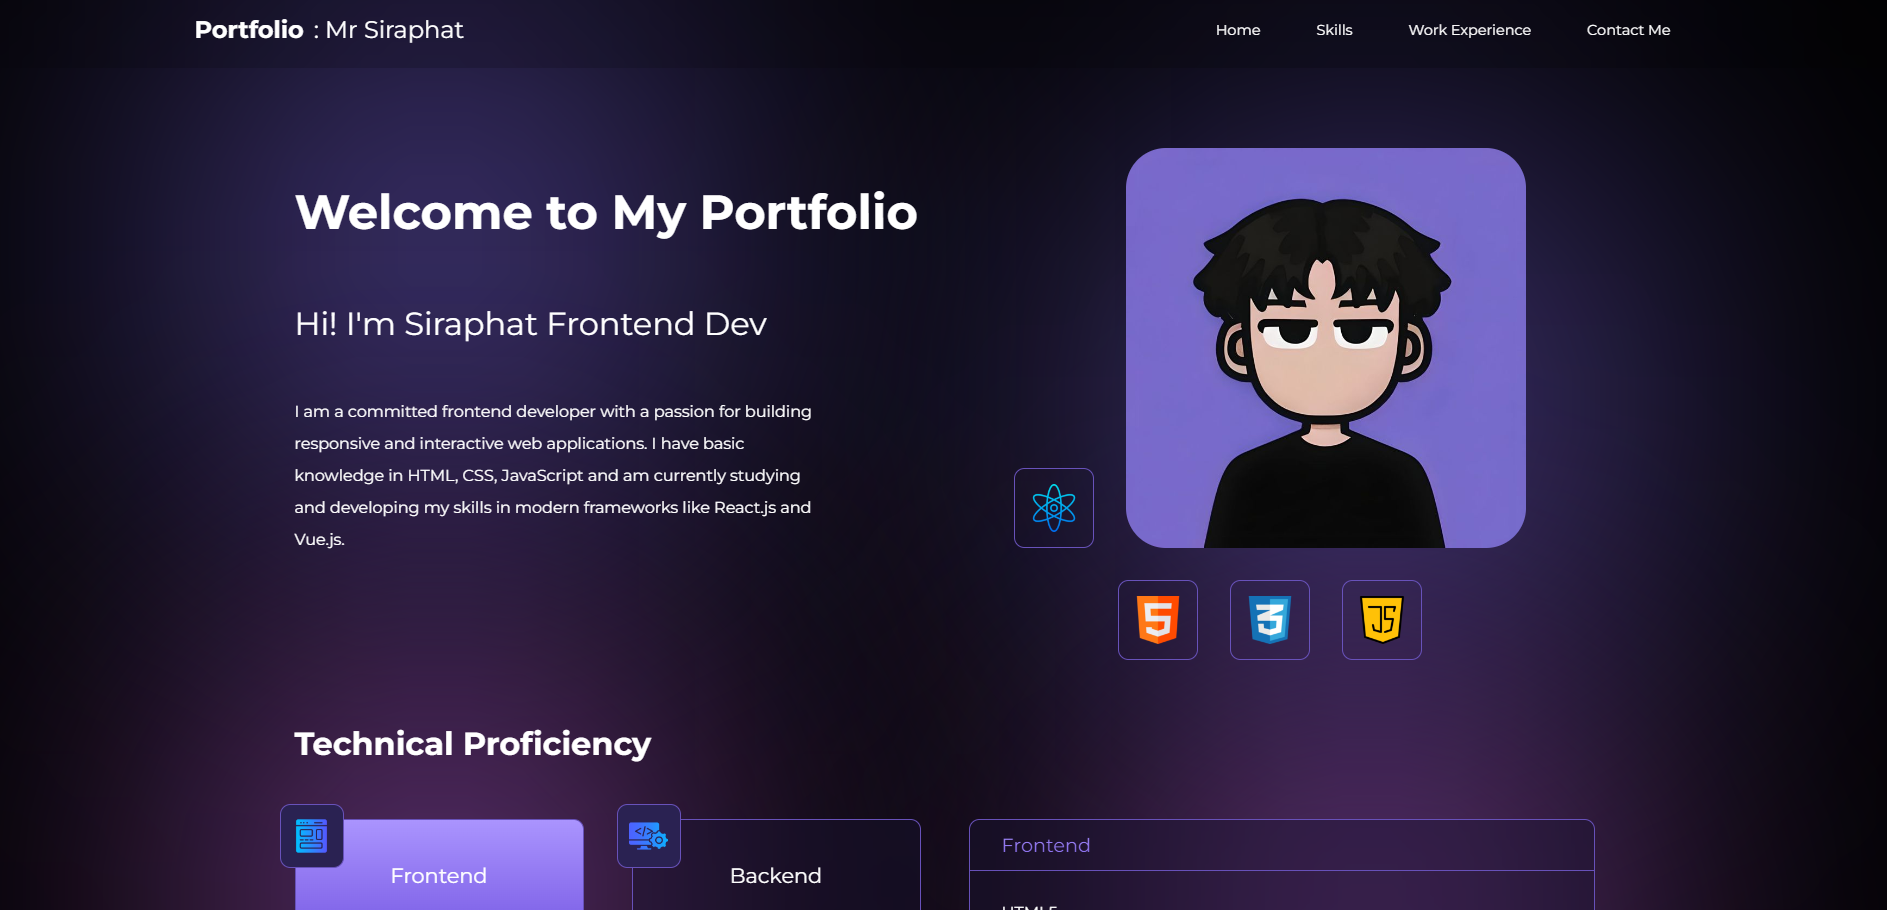 Portfolio : Mr Siraphat
Home
Skills
Work Experience
Contact Me
Welcome to My Portfolio
Hi! I'm Siraphat Frontend Dev
I am a committed frontend developer with a passion for building
responsive and interactive web applications. I have basic
knowledge in HTML, CSS, JavaScript and am currently studying
and developing my skills in modern frameworks like React.js and
Vue.js.
5
3
JS
Technical Proficiency
</>
Frontend
Backend
Frontend
HTML5